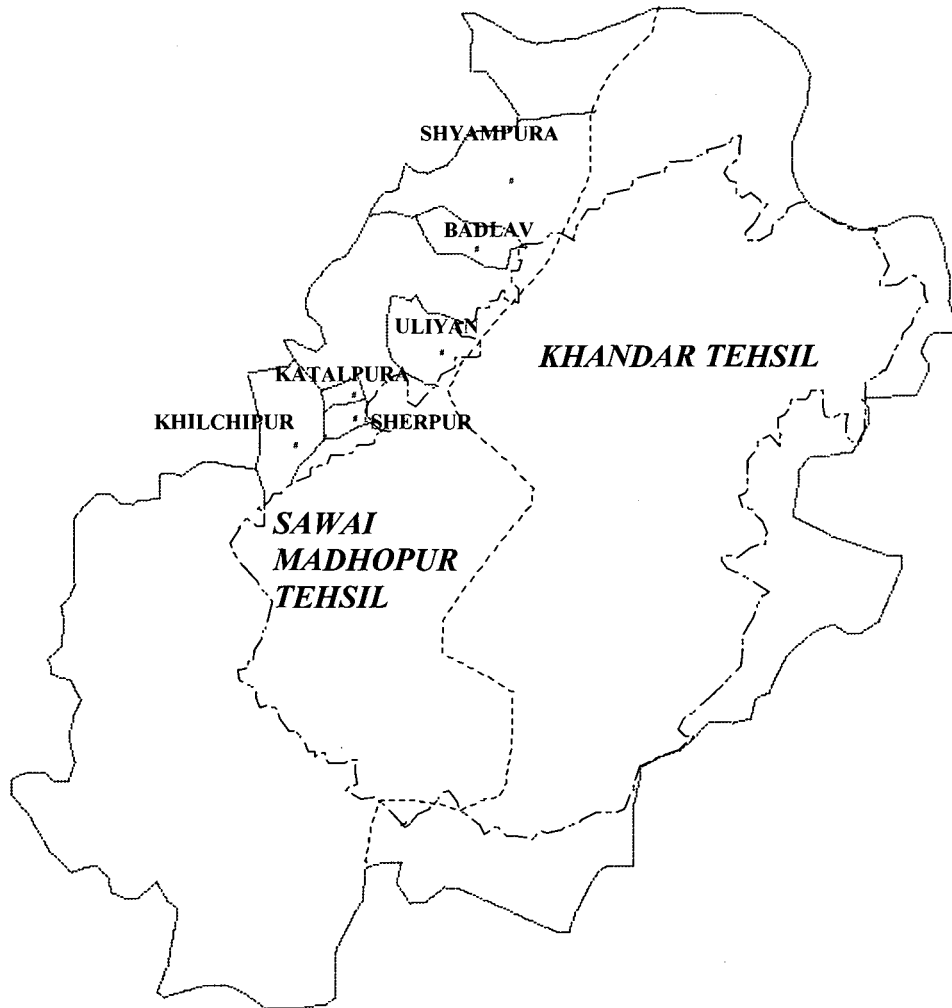 SHYAMPURA
BADLAV
ULIYAN
KHANDAR TEHSIL
KATALPURA
KHILCHIPUR
SHERPUR
SAWAI
MADHOPUR
TEHSIL